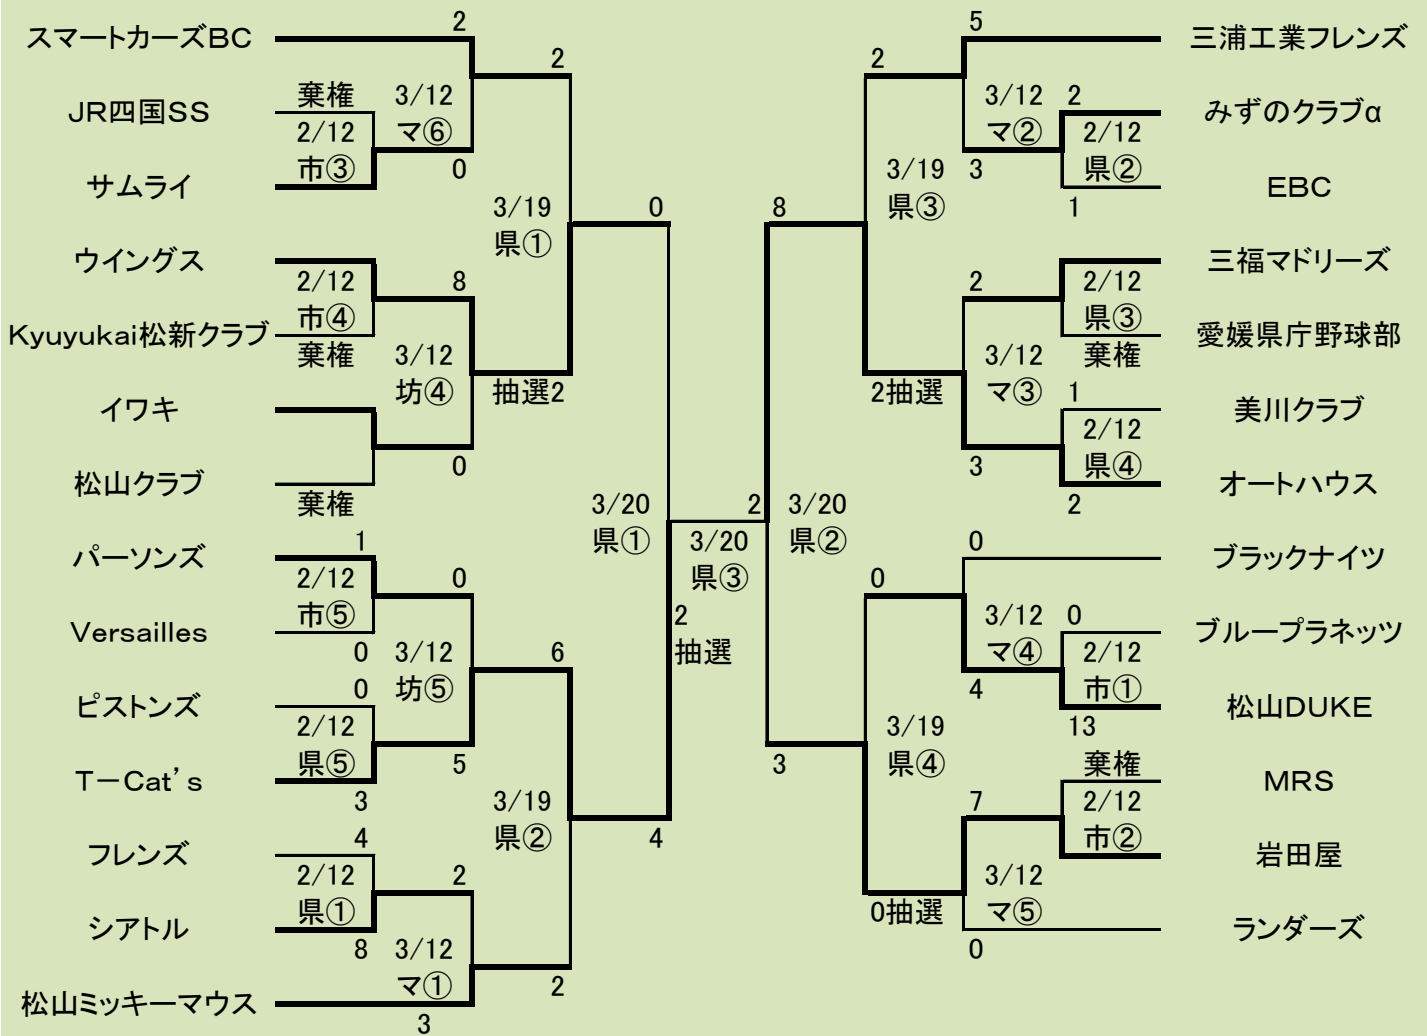 2
5
スマートカーズBC
三浦工業フレンズ
2
2
棄権
3/12
3/12
2
JR四国SS
みずのクラブα
2/12
マ⑥
マ②
2/12
市③
県②
0
3/19
3
サムライ
EBC
県③
3/19
0
8
1
県①
ウイングス
三福マドリーズ
2/12
8
2
2/12
市④
県③
Kyuyukai松新クラブ
愛媛県庁野球部
棄権
3/12
3/12
棄権
坊④
抽選2
2抽選
マ③
1
イワキ
美川クラブ
2/12
0
3
県④
松山クラブ
オートハウス
棄権
3/20
2
3/20
2
県①
3/20
県②
1
0
パーソンズ
県③
ブラックナイツ
2/12
0
0
市⑤
2
3/12
0
Versailles
ブループラネッツ
0
3/12
6
抽選
マ④
2/12
0
坊⑤
4
市①
ピストンズ
松山DUKE
2/12
3/19
13
県⑤
5
3
県④
棄権
T－Cat’s
MRS
3
3/19
7
2/12
4
県②
4
市②
フレンズ
岩田屋
2/12
2
3/12
県①
0抽選
マ⑤
シアトル
ランダーズ
8
3/12
0
マ①
2
松山ミッキーマウス
3